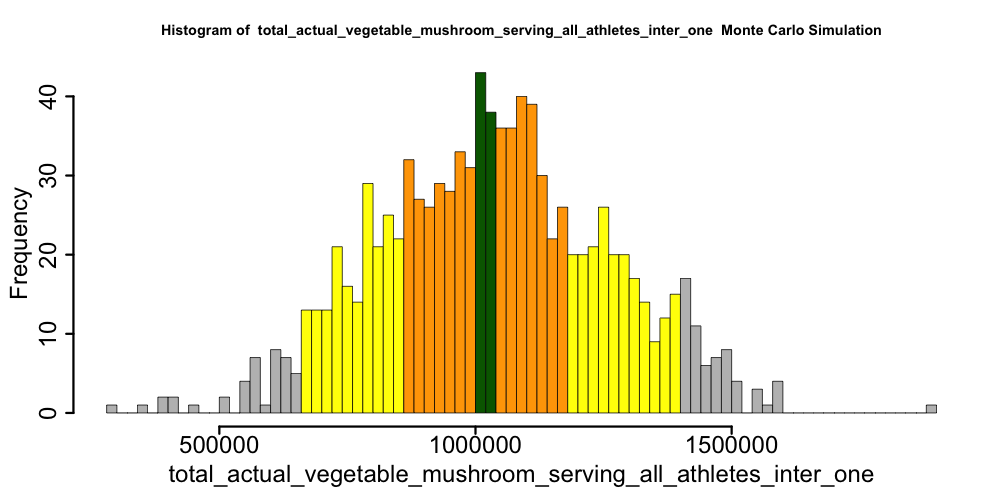 Histogram of  total_actual_vegetable_mushroom_serving_all_athletes_inter_one  Monte Carlo Simulation
Frequency
40
30
20
10
0
500000 1000000 1500000
total_actual_vegetable_mushroom_serving_all_athletes_inter_one